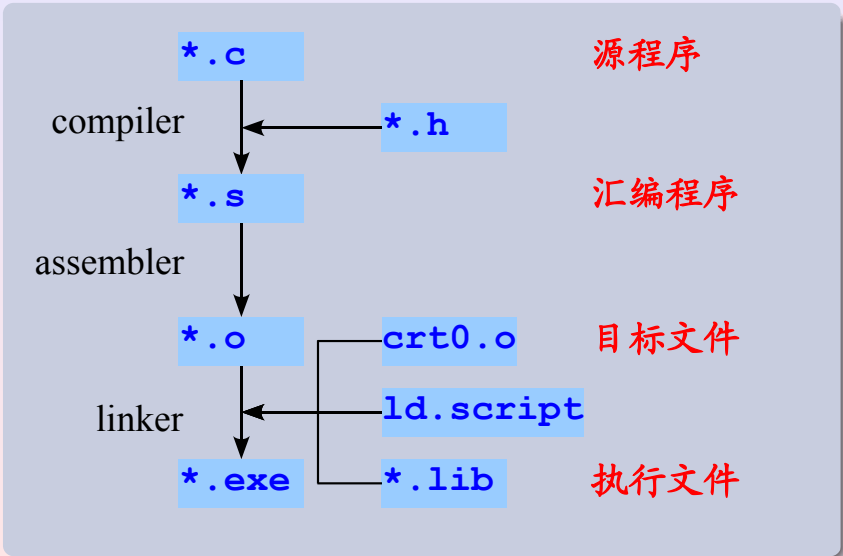 *.c 源程序
compiler *.h
*.s 汇编程序
assembler
*.o crt0.o 目标文件
linker ld.script
*.exe *.lib 执行文件